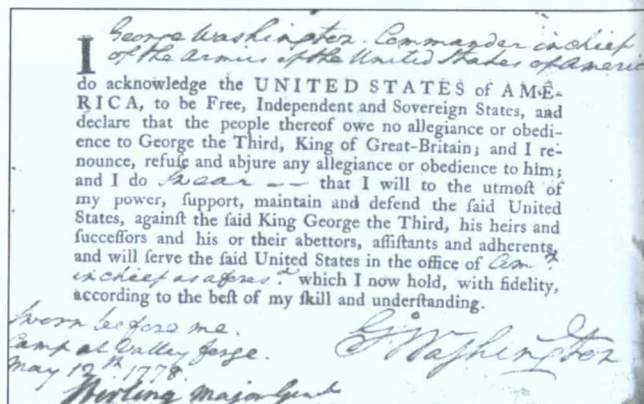 I George Washington Commander in chief
of the Armies of the United States of America
do acknowledge the UNITED STATES of AME-
RICA, to be Free, Independent and Sovereign States, and
declare that the people thereof owe no allegiance or obedi-
ence to George the Third, King of Great-Britain; and I re-
nounce, refuſe and abjure any allegiance or obedience to him;
and I do Swear — that I will to the utmoſt of
my power, ſupport, maintain and defend the ſaid United
States, againſt the ſaid King George the Third, his heirs and
ſucceſſors and his or their abettors, aſſiſtants and adherents,
and will ſerve the ſaid United States in the office of Com.r
in chief as afores.d which I now hold, with fidelity,
according to the beſt of my ſkill and underſtanding.
Sworn before me.
Camp at Valley forge.
May 12th. 1778.
Stirling Major Genl
Go Washington